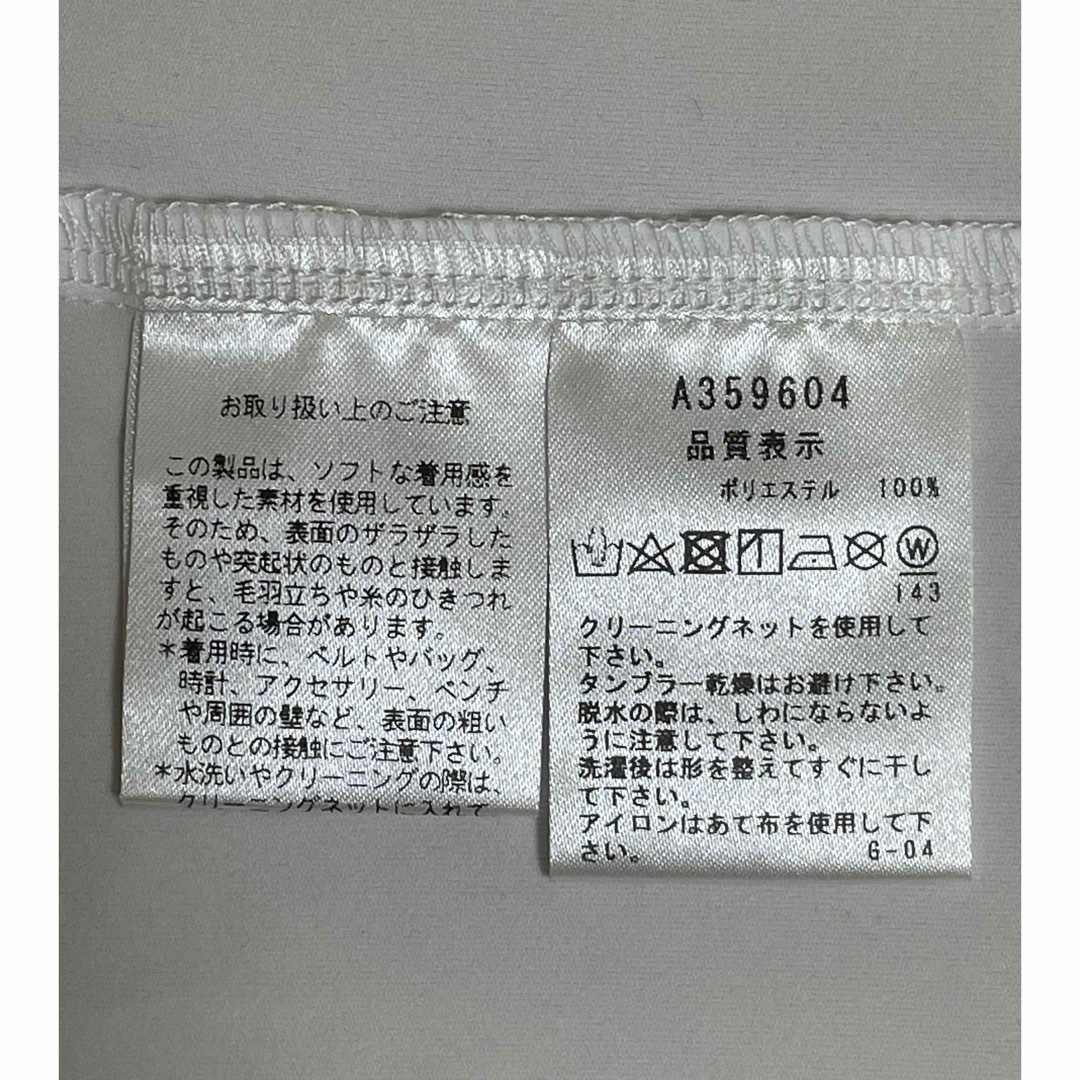 お取り扱い上のご注意
この製品は、ソフトな着用感を
重視した素材を使用しています。
そのため、表面のザラザラした
ものや突起状のものと接触しま
すと、毛羽立ちや糸のひきつれ
が起こる場合があります。
*着用時に、ベルトやバッグ、
時計、アクセサリー、ベンチ
や周囲の壁など、表面の粗い
ものとの接触にご注意下さい。
*水洗いやクリーニングの際は、
クリーニングネットに入れて
A359604
品質表示
ポリエステル 100%
W
143
クリーニングネットを使用して
下さい。
タンブラー乾燥はお避け下さい。
脱水の際は、しわにならないよ
うに注意して下さい。
洗濯後は形を整えてすぐに干し
て下さい。
アイロンはあて布を使用して下
さい。 G-04